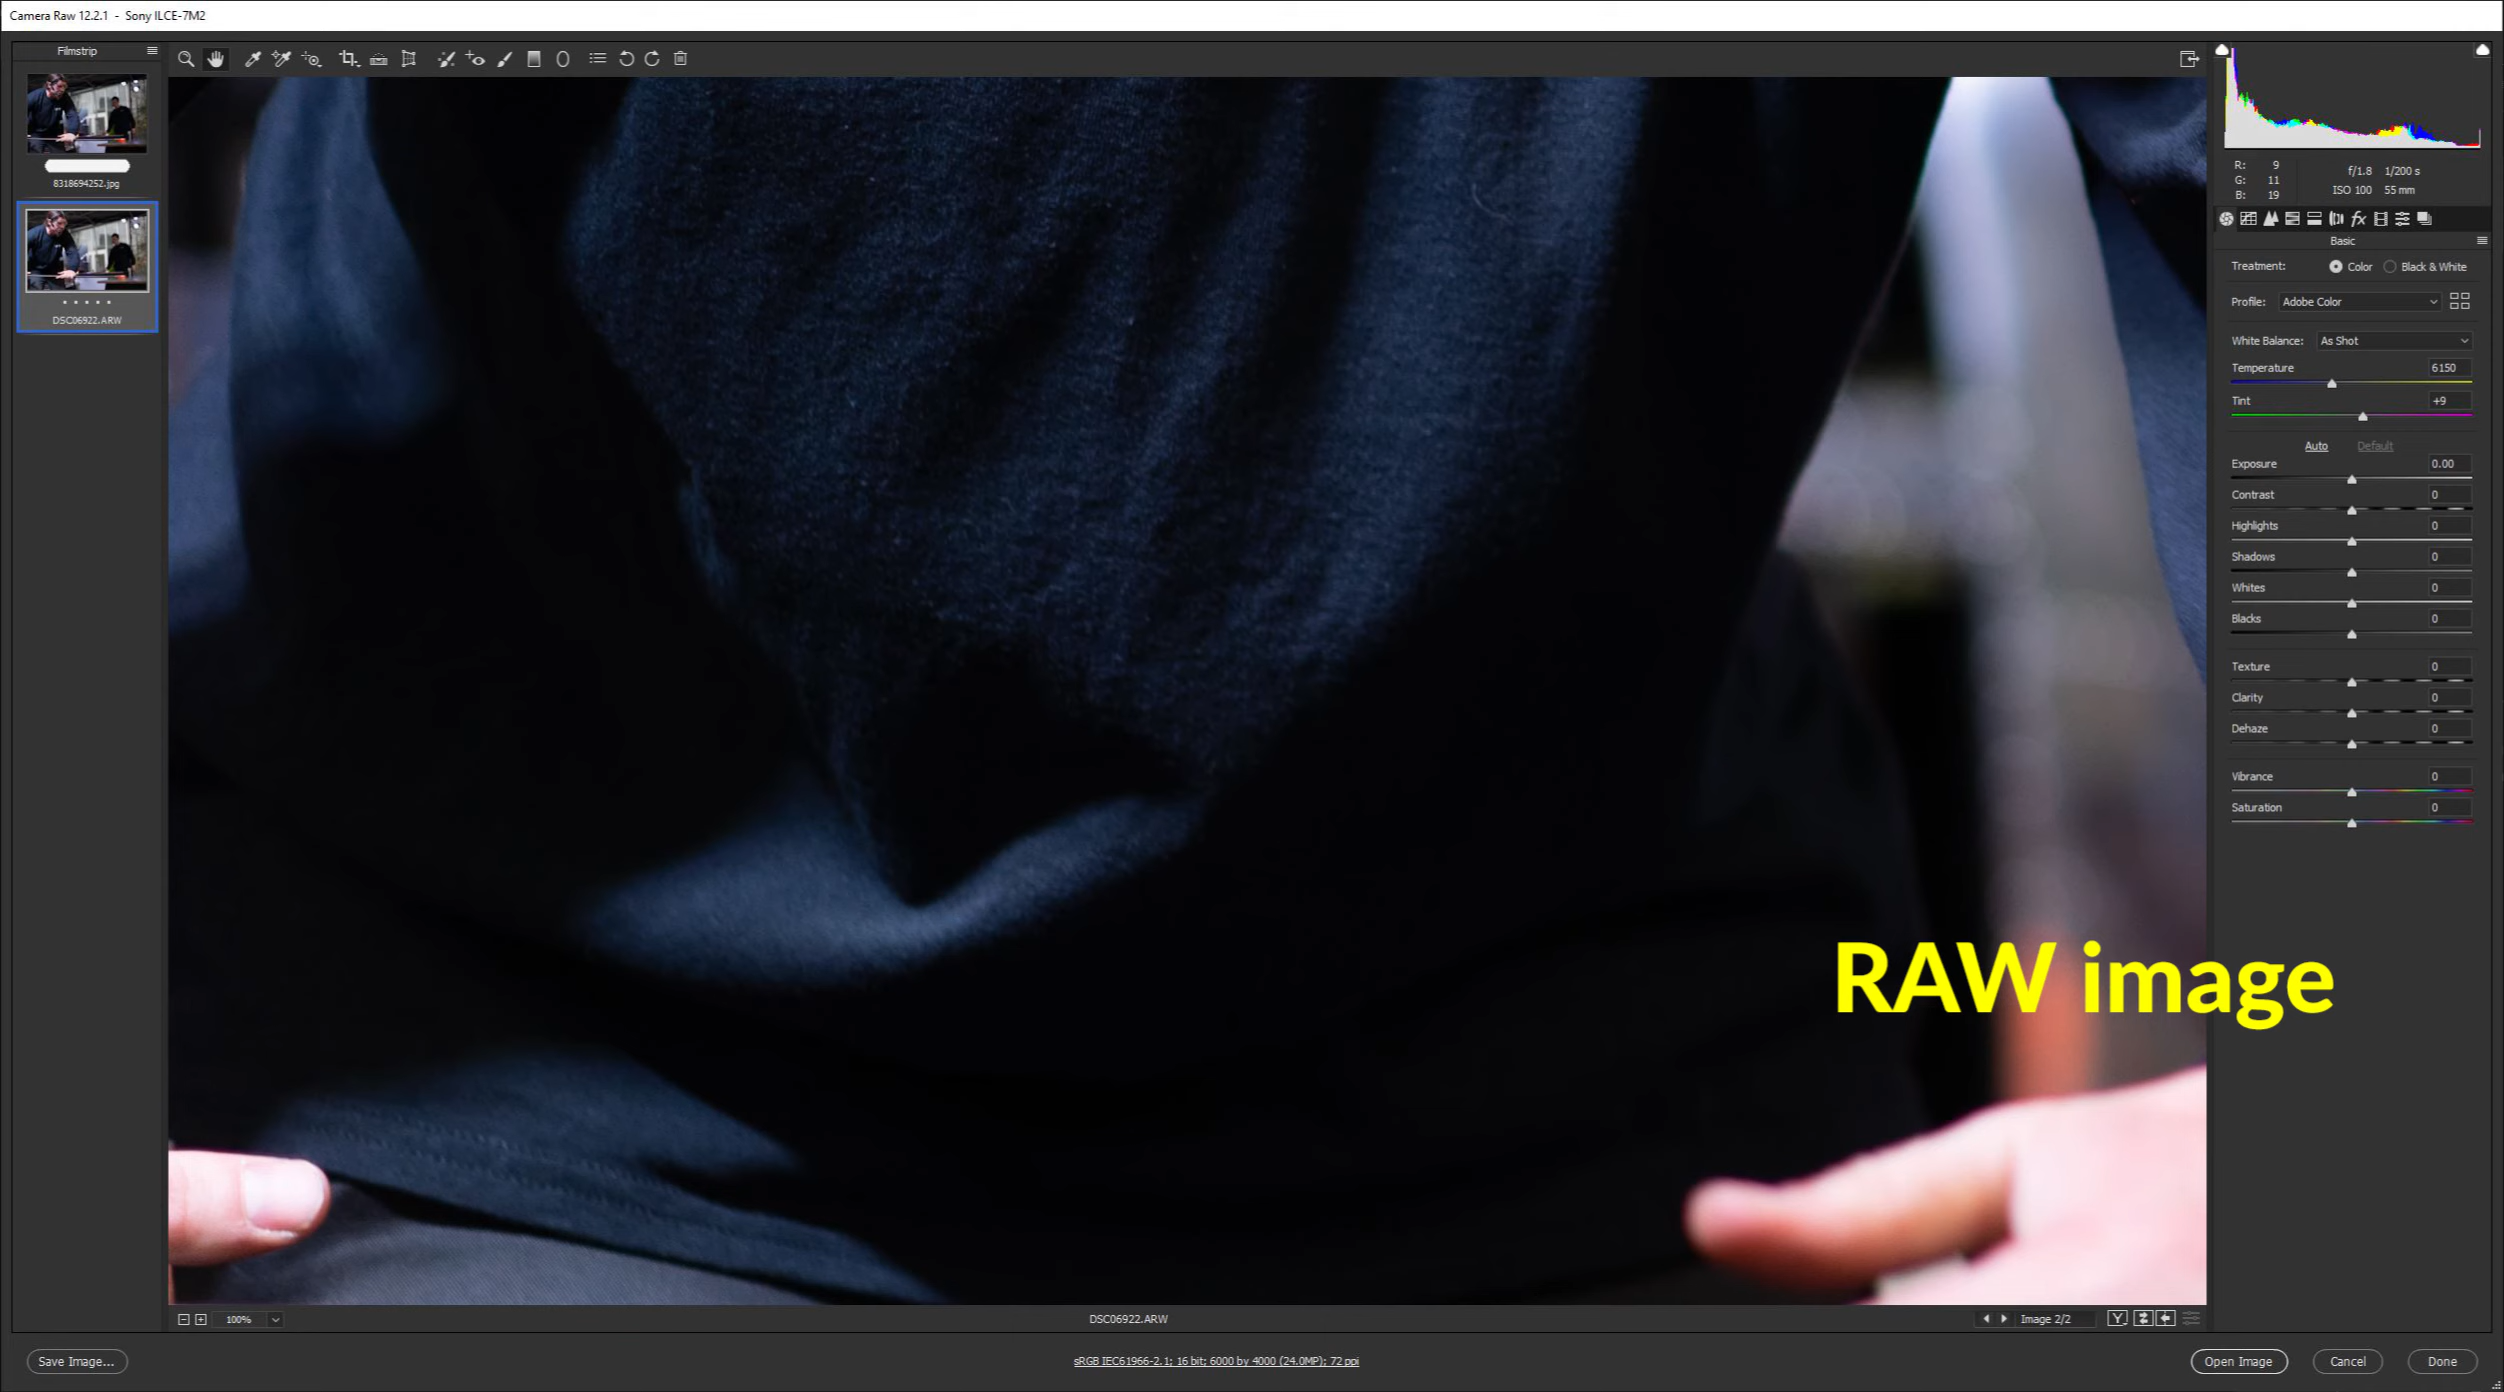 Camera Raw 12.2.1 - Sony ILCE-7M2
Filmstrip
8318694252.jpg
DSC06922.ARW
R: 9
G: 11
B: 19
f/1.8 1/200 s
ISO 100 55 mm
fx
Basic
Treatment: Color Black & White
Profile: Adobe Color
White Balance: As Shot
Temperature 6150
Tint +9
Auto Default
Exposure 0.00
Contrast 0
Highlights 0
Shadows 0
Whites 0
Blacks 0
Texture 0
Clarity 0
Dehaze 0
Vibrance 0
Saturation 0
RAW image
100%
DSC06922.ARW
Image 2/2
Y
Save Image...
sRGB IEC61966-2.1; 16 bit; 6000 by 4000 (24.0MP); 72 ppi
Open Image
Cancel
Done